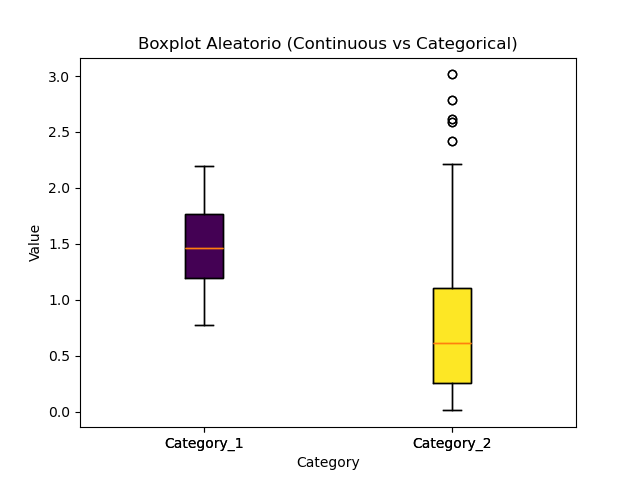 Boxplot Aleatorio (Continuous vs Categorical)
3.0
2.5
2.0
1.5
1.0
0.5
0.0
Value
Category_1
Category_2
Category